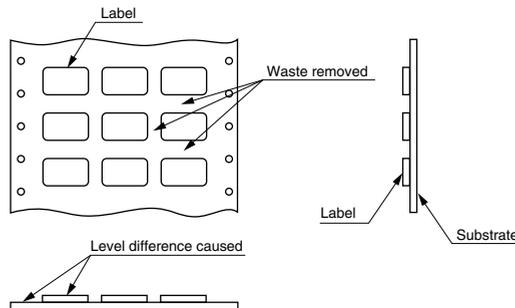 Label
Waste removed
Label
Substrate
Level difference caused